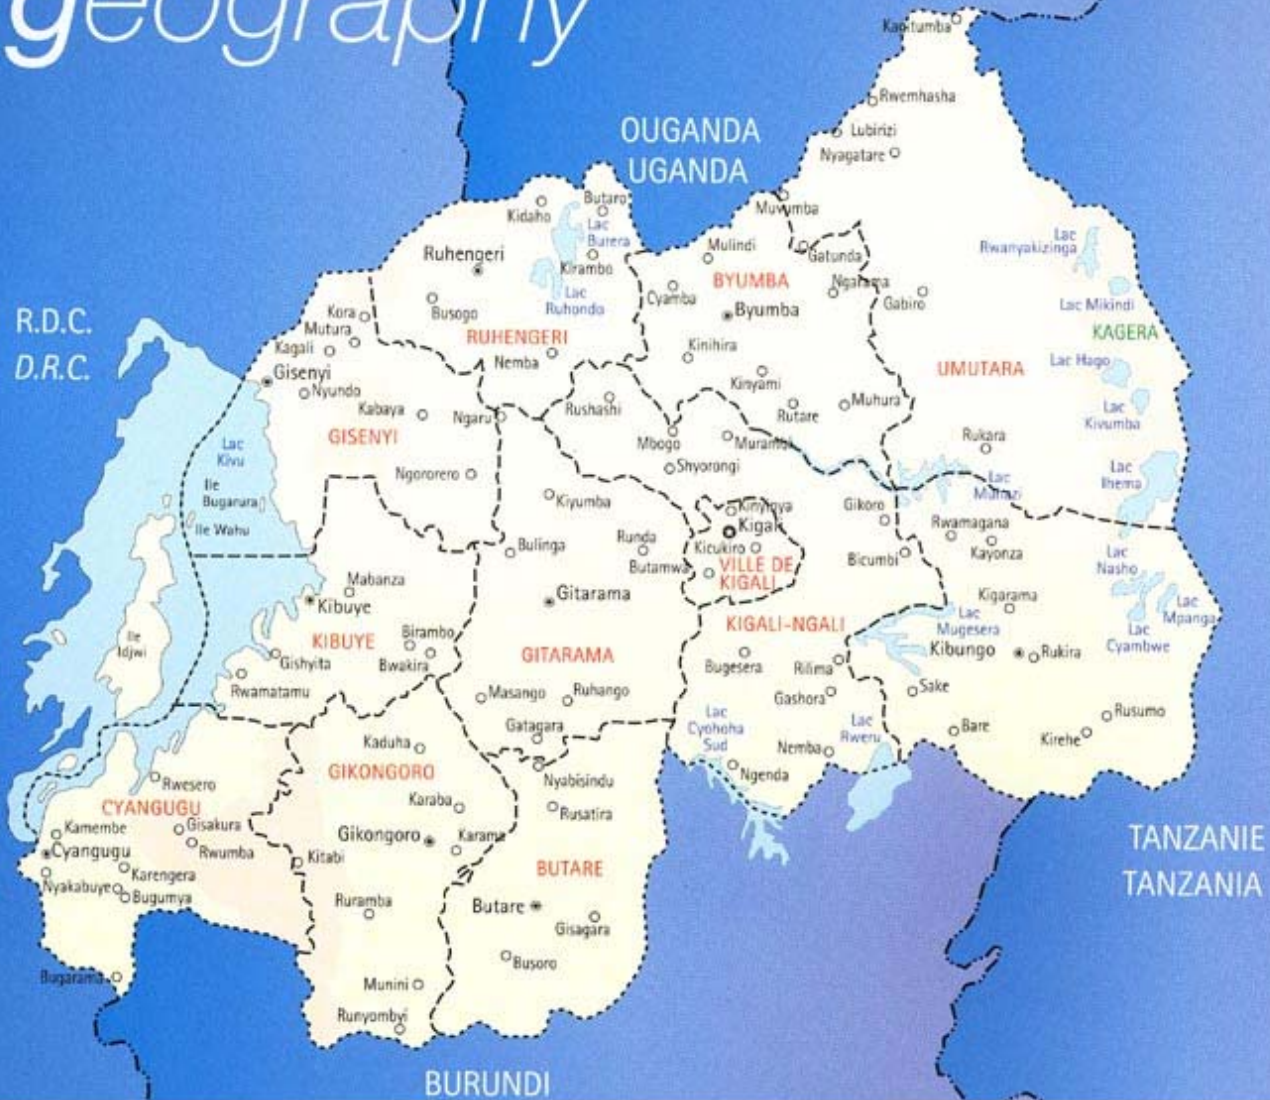 geography
Kagitumba
Rwemhasha
OUGANDA
UGANDA
Lubirizi
Nyagatare
Butaro
Kidaho
Muvumba
Lac
Burera
Lac
Rwanyakizinga
Mulindi
Ruhengeri
Gatunda
Kirambo
BYUMBA
Ngarama
Cyamba
Lac
Ruhondo
Gabiro
Lac Mikindi
R.D.C.
D.R.C.
Kora
Mutura
Kagali
Busogo
Byumba
RUHENGERI
KAGERA
Kinihira
Nemba
Lac Hago
UMUTARA
Gisenyi
Nyundo
Kinyami
Kabaya
Ngaru
Rushashi
Rutare
Muhura
Lac
Kivumba
GISENYI
Mbogo
Rukara
Lac
Kivu
Shyorongi
Ngororero
Lac
Muhazi
Lac
Ihema
Ile
Bugarura
Kiyumba
Kinyinya
Gikoro
Ile Wahu
Kigali
Rwamagana
Runda
Bulinga
Kicukiro
Kayonza
Butamwa
Bicumbi
VILLE DE
KIGALI
Lac
Nasho
Mabanza
Gitarama
Kigarama
Kibuye
Lac
Mpanga
Lac
Mugesera
KIGALI-NGALI
Birambo
Lac
Cyambwe
Ile
Idjwi
KIBUYE
Kibungo
Rukira
GITARAMA
Gishyita
Bwakira
Bugesera
Rilima
Rwamatamu
Masango
Ruhango
Gashora
Sake
Gatagara
Lac
Cyohoha
Sud
Lac
Rweru
Rusumo
Bare
Kirehe
Kaduha
Nemba
GIKONGORO
Rwesero
Nyabisindu
Ngenda
CYANGUGU
Karaba
Rusatira
Kamembe
Gisakura
Gikongoro
Karama
TANZANIE
TANZANIA
Cyangugu
Rwumba
Kitabi
Karengera
BUTARE
Nyakabuye
Bugumya
Ruramba
Butare
Gisagara
Busoro
Bugarama
Munini
Runyombyi
BURUNDI